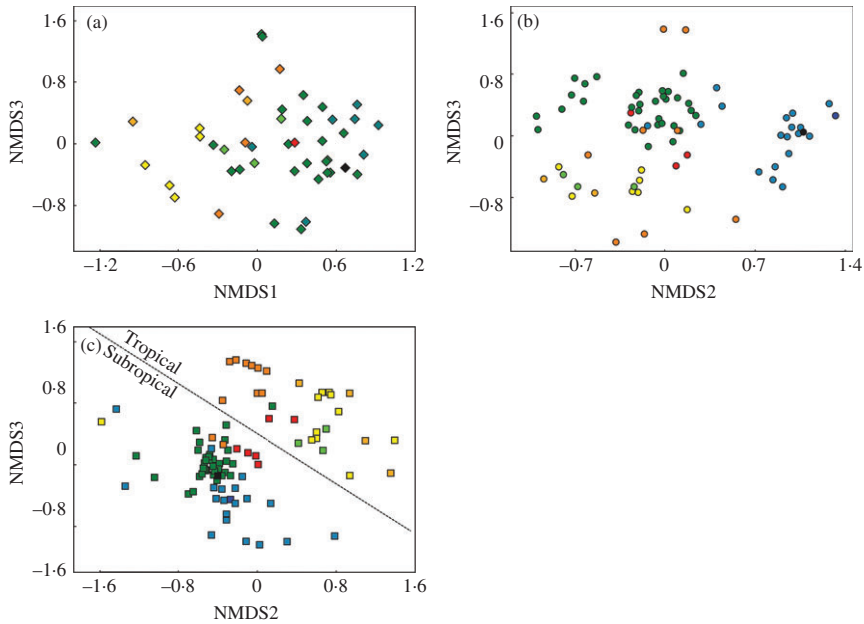 1·6
(a)
0·8
0
–0·8
NMDS3
–1·2
–0·6
0
0·6
1·2
NMDS1
1·6
(b)
0·8
0
–0·8
NMDS3
–0·7
0
0·7
1·4
NMDS2
1·6
(c)
Tropical
Subropical
0·8
0
–0·8
–1·6
NMDS3
–1·6
–0·8
0
0·8
1·6
NMDS2